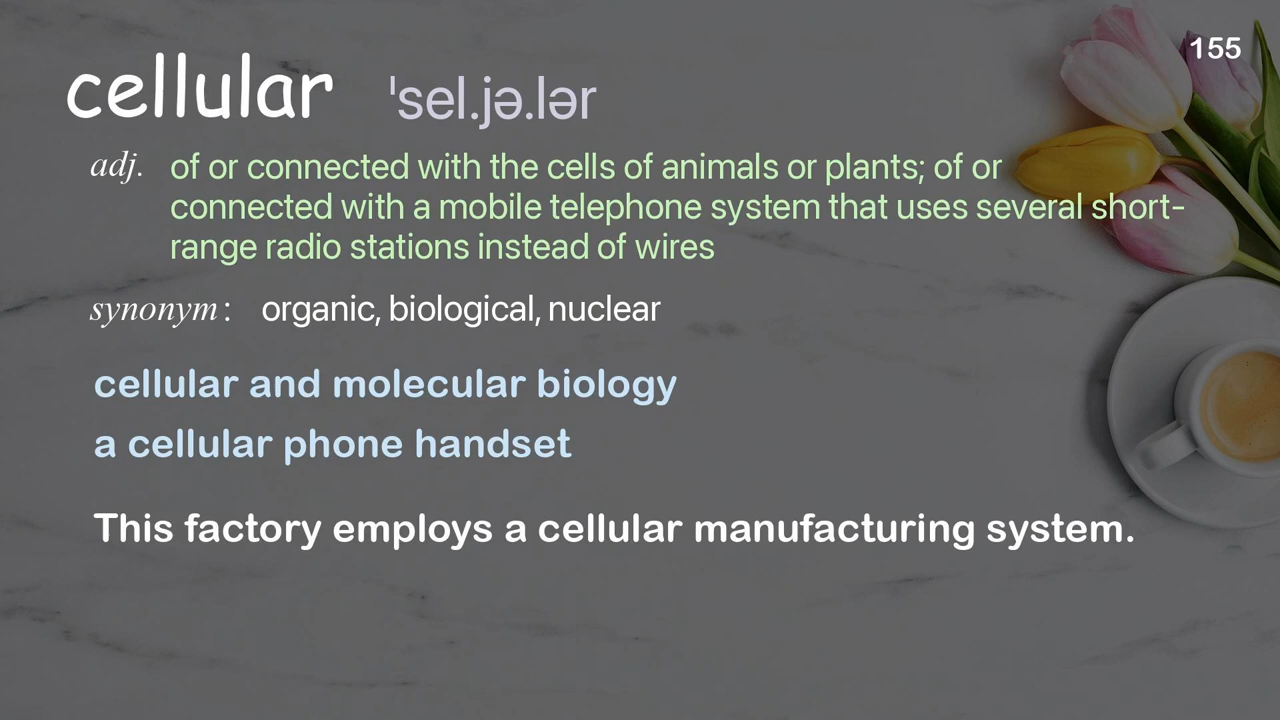 155
cellular ˈsel.jə.lər
adj. of or connected with the cells of animals or plants; of or
connected with a mobile telephone system that uses several short-
range radio stations instead of wires
synonym: organic, biological, nuclear
cellular and molecular biology
a cellular phone handset
This factory employs a cellular manufacturing system.